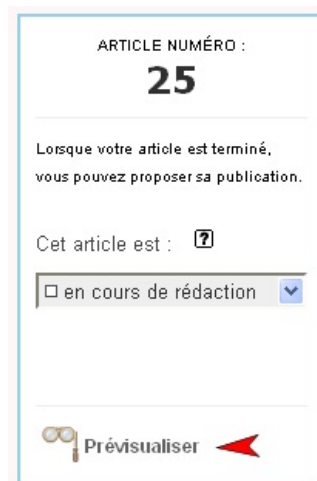 ARTICLE NUMÉRO :
25
Lorsque votre article est terminé,
vous pouvez proposer sa publication.
Cet article est : ?
en cours de rédaction
Prévisualiser